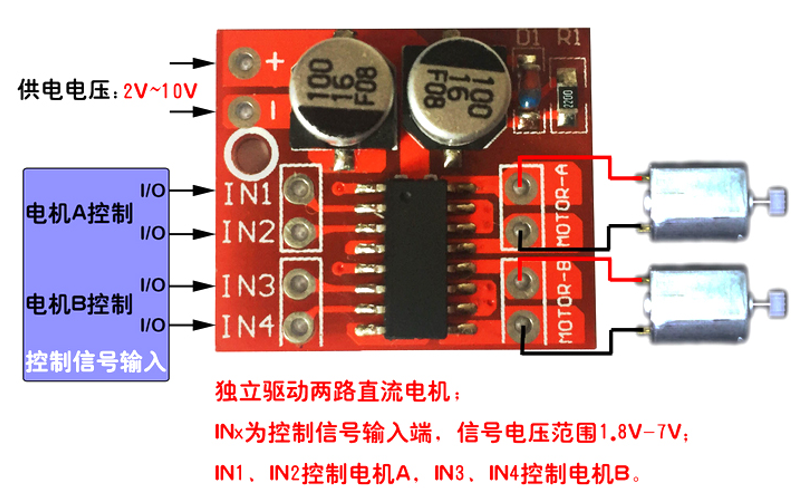 供电电压：2V~10V
+
-
100
16
F08
100
16
F08
D1
R1
2200
I/O
电机A控制
I/O
I/O
电机B控制
I/O
控制信号输入
IN1
IN2
IN3
IN4
MOTOR-A
MOTOR-B
独立驱动两路直流电机；
INx为控制信号输入端，信号电压范围1.8V-7V；
IN1、IN2控制电机A，IN3、IN4控制电机B。